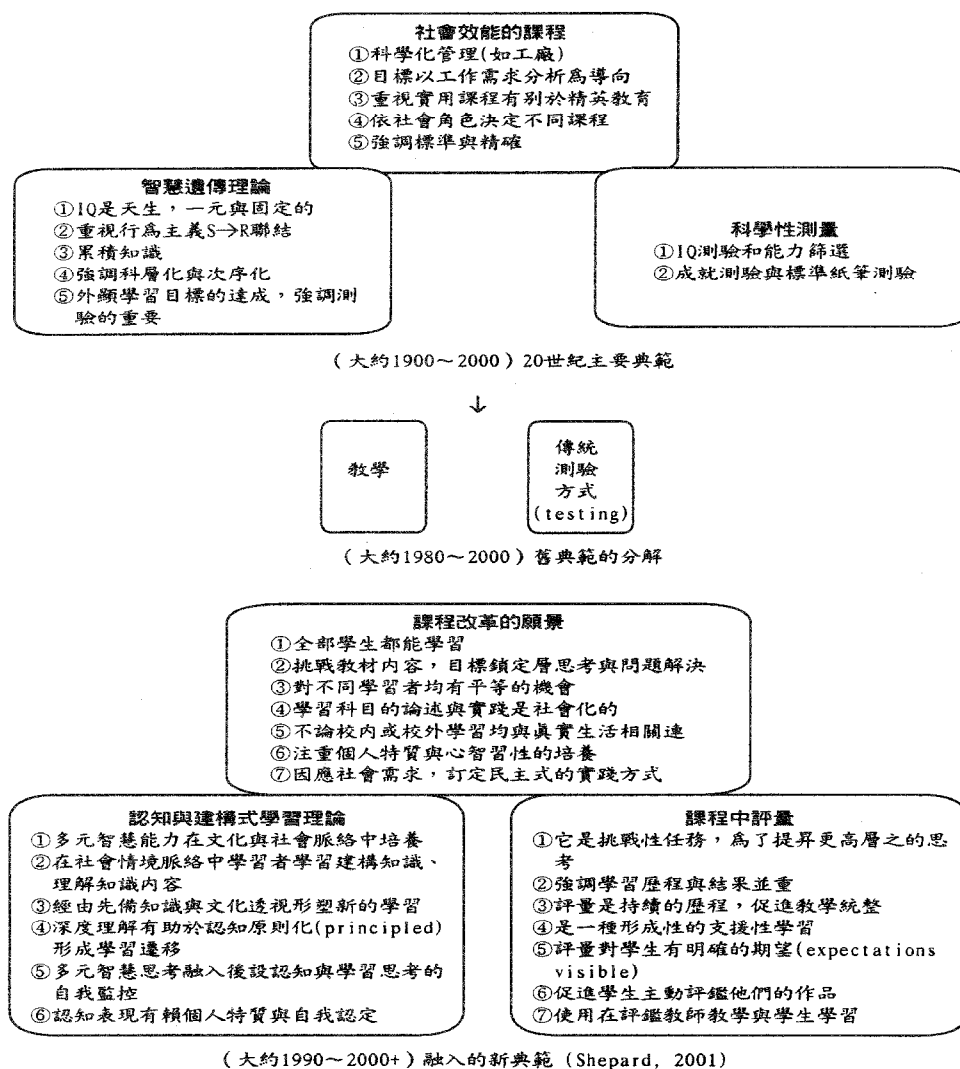 社會效能的課程
①科學化管理(如工廠)
②目標以工作需求分析為導向
③重視實用課程有別於精英教育
④依社會角色決定不同課程
⑤強調標準與精確
智慧遺傳理論
①IQ是天生，一元與固定的
②重視行為主義S→R聯結
③累積知識
④強調科層化與次序化
⑤外顯學習目標的達成，強調測
驗的重要
科學性測量
①IQ測驗和能力篩選
②成就測驗與標準紙筆測驗
（大約1900～2000）20世紀主要典範
↓
教學
傳統
測驗
方式
(testing)
（大約1980～2000）舊典範的分解
課程改革的願景
①全部學生都能學習
②挑戰教材內容，目標鎖定層思考與問題解決
③對不同學習者均有平等的機會
④學習科目的論述與實踐是社會化的
⑤不論校內或校外學習均與真實生活相關連
⑥注重個人特質與心智習性的培養
⑦因應社會需求，訂定民主式的實踐方式
認知與建構式學習理論
①多元智慧能力在文化與社會脈絡中培養
②在社會情境脈絡中學習者學習建構知識、
理解知識內容
③經由先備知識與文化透視形塑新的學習
④深度理解有助於認知原則化(principled)
形成學習遷移
⑤多元智慧思考融入後設認知與學習思考的
自我監控
⑥認知表現有賴個人特質與自我認定
課程中評量
①它是挑戰性任務，為了提昇更高層之的思
考
②強調學習歷程與結果並重
③評量是持續的歷程，促進教學統整
④是一種形成性的支援性學習
⑤評量對學生有明確的期望(expectations
visible)
⑥促進學生主動評鑑他們的作品
⑦使用在評鑑教師教學與學生學習
（大約1990～2000+）融入的新典範 (Shepard, 2001)